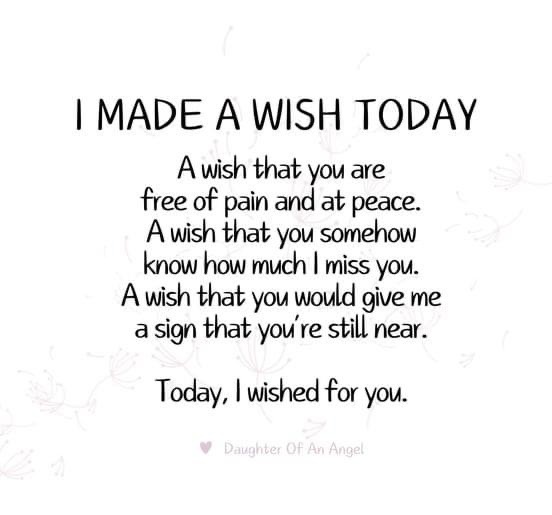 I MADE A WISH TODAY
A wish that you are
free of pain and at peace.
A wish that you somehow
know how much I miss you.
A wish that you would give me
a sign that you're still near.
Today, I wished for you.
Daughter Of An Angel